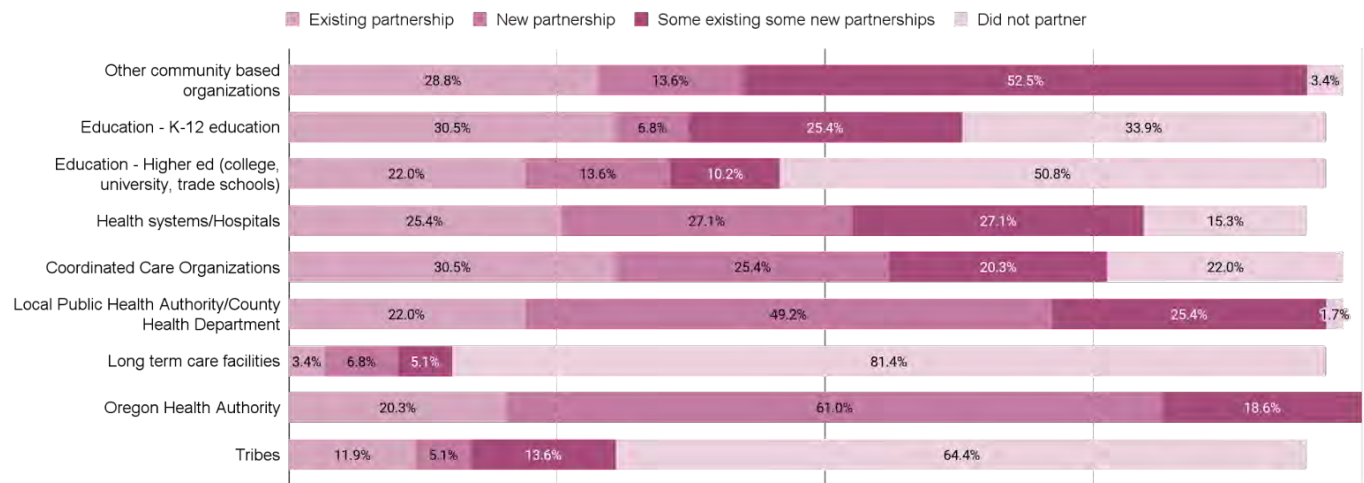 Existing partnership New partnership Some existing some new partnerships Did not partner
Other community based
organizations
28.8% 13.6% 52.5% 3.4%
Education - K-12 education
30.5% 6.8% 25.4% 33.9%
Education - Higher ed (college,
university, trade schools)
22.0% 13.6% 10.2% 50.8%
Health systems/Hospitals
25.4% 27.1% 27.1% 15.3%
Coordinated Care Organizations
30.5% 25.4% 20.3% 22.0%
Local Public Health Authority/County
Health Department
22.0% 49.2% 25.4% 1.7%
Long term care facilities
3.4% 6.8% 5.1% 81.4%
Oregon Health Authority
20.3% 61.0% 18.6%
Tribes
11.9% 5.1% 13.6% 64.4%